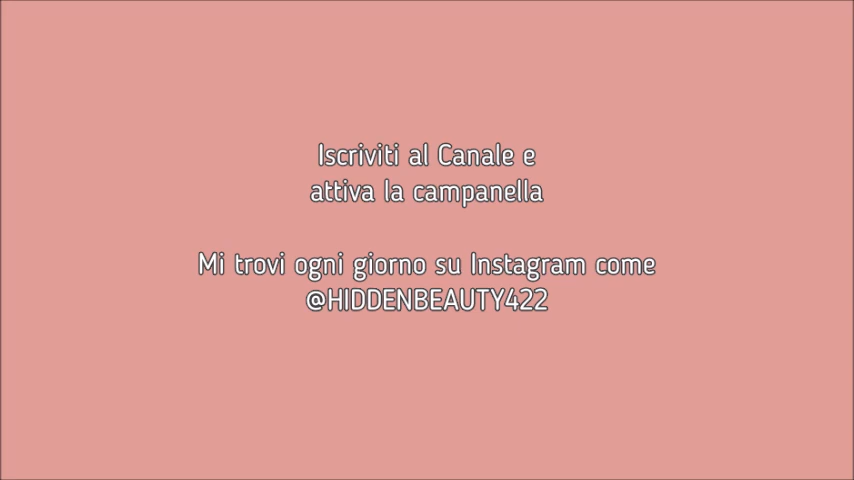 Iscriviti al Canale e
attiva la campanella
Mi trovi ogni giorno su Instagram come
@HIDDENBEAUTY422